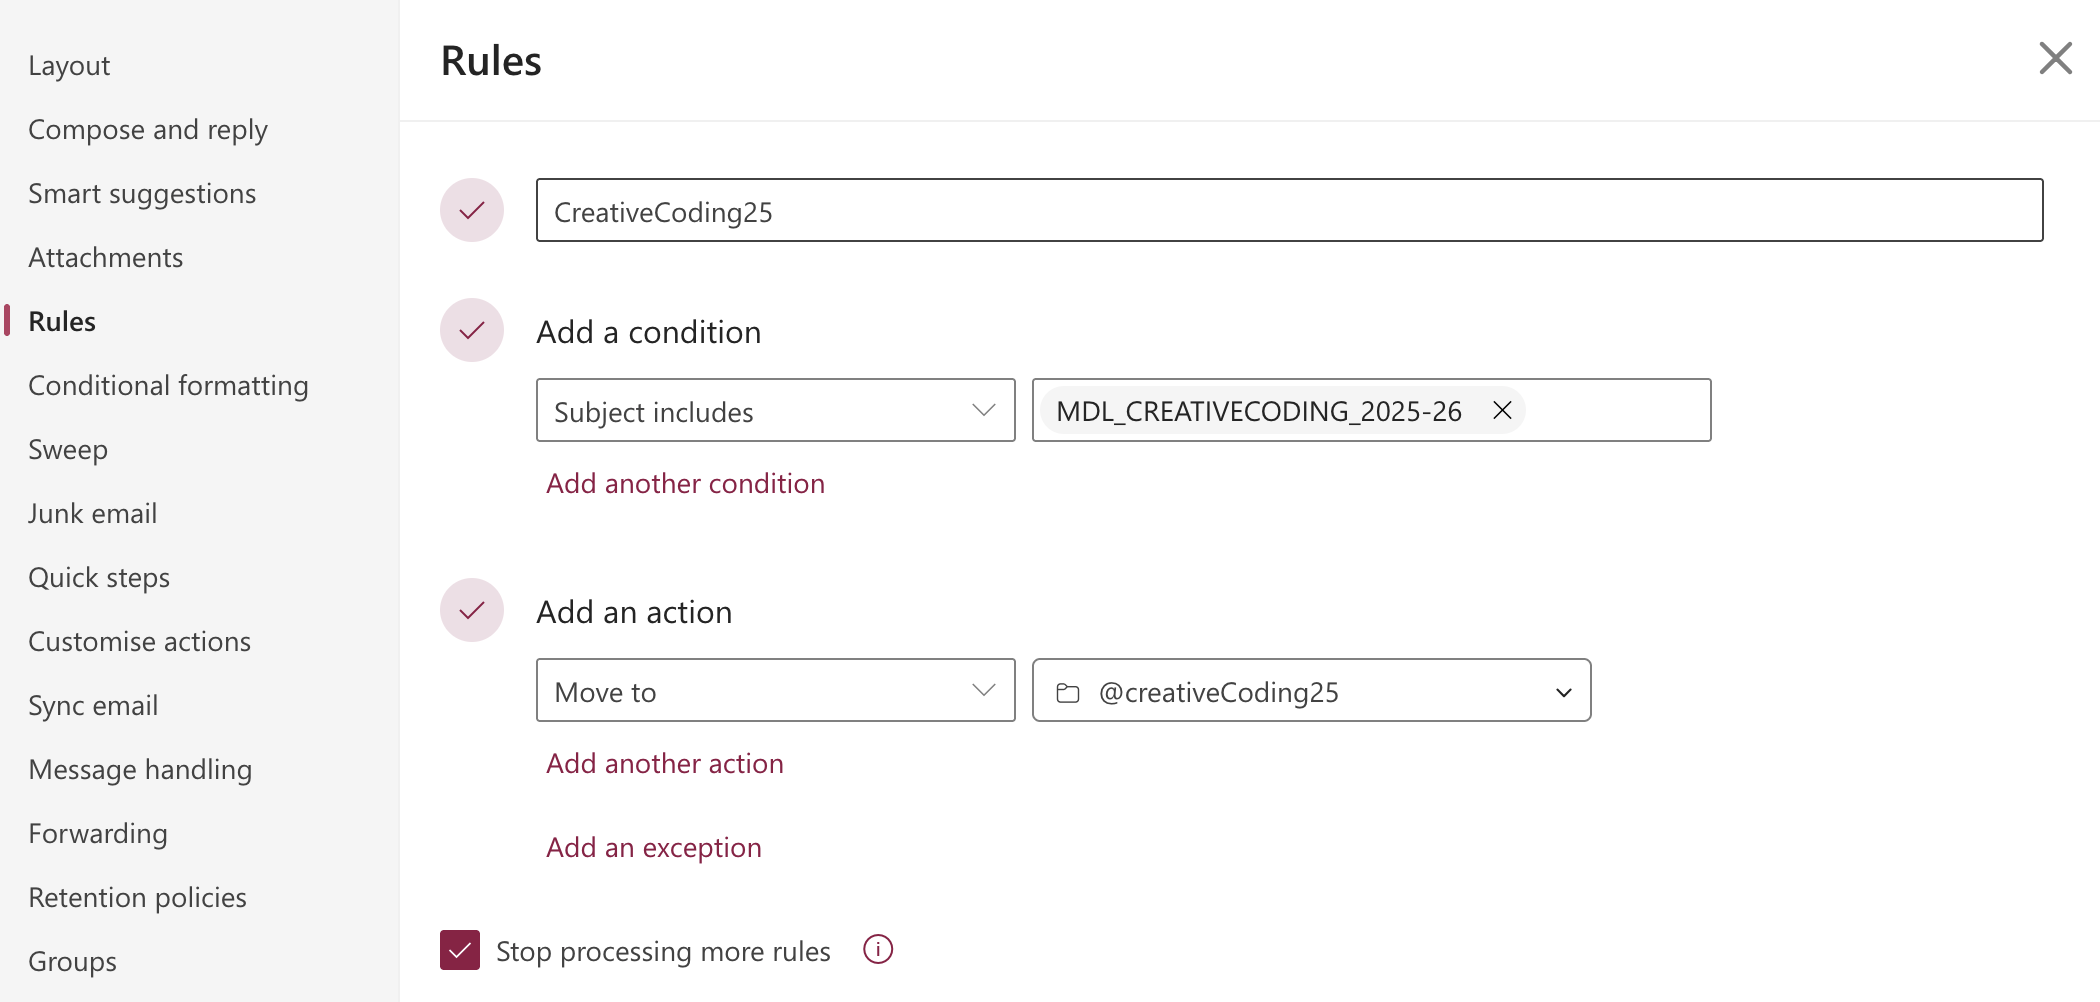 Layout
Compose and reply
Smart suggestions
Attachments
Rules
Conditional formatting
Sweep
Junk email
Quick steps
Customise actions
Sync email
Message handling
Forwarding
Retention policies
Groups
Rules
CreativeCoding25
Add a condition
Subject includes
MDL_CREATIVECODING_2025-26
Add another condition
Add an action
Move to
@creativeCoding25
Add another action
Add an exception
Stop processing more rules